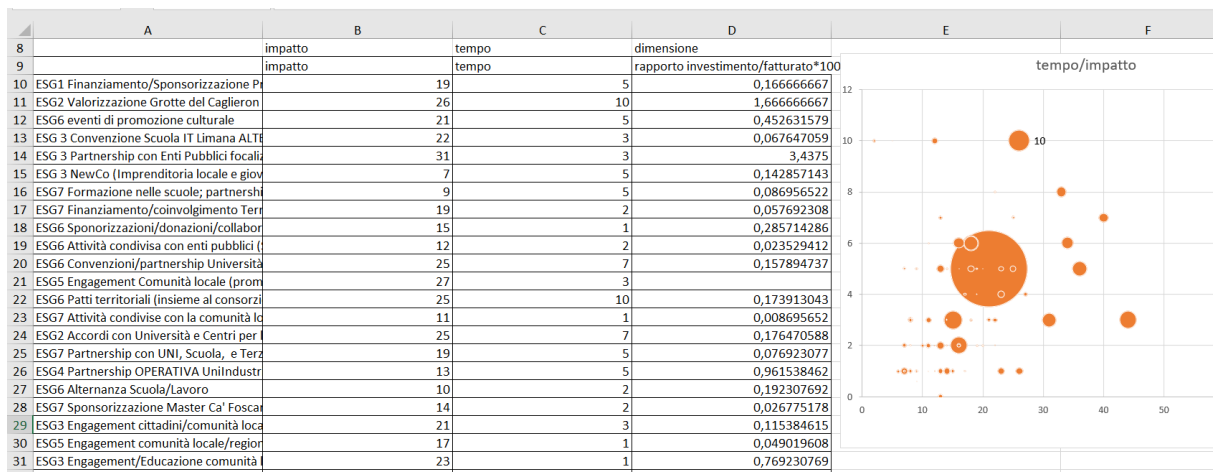 A B C D E F
8 impatto tempo dimensione
9 impatto tempo rapporto investimento/fatturato*100
10 ESG1 Finanziamento/Sponsorizzazione Pr 19 5 0,166666667
11 ESG2 Valorizzazione Grotte del Caglieron 26 10 1,666666667
12 ESG6 eventi di promozione culturale 21 5 0,452631579
13 ESG 3 Convenzione Scuola IT Limana ALTE 22 3 0,067647059
14 ESG 3 Partnership con Enti Pubblici focaliz 31 3 3,4375
15 ESG 3 NewCo (Imprenditoria locale e giov 7 5 0,142857143
16 ESG7 Formazione nelle scuole; partnershi 9 5 0,086956522
17 ESG7 Finanziamento/coinvolgimento Terr 19 2 0,057692308
18 ESG6 Sponorizzazioni/donazioni/collabor 15 1 0,285714286
19 ESG6 Attività condivisa con enti pubblici ( 12 2 0,023529412
20 ESG6 Convenzioni/partnership Università 25 7 0,157894737
21 ESG5 Engagement Comunità locale (prom 27 3
22 ESG6 Patti territoriali (insieme al consorzi 25 10 0,173913043
23 ESG7 Attività condivise con la comunità lo 11 1 0,008695652
24 ESG2 Accordi con Università e Centri per 25 7 0,176470588
25 ESG7 Partnership con UNI, Scuola, e Terz 19 5 0,076923077
26 ESG4 Partnership OPERATIVA UniIndustr 13 5 0,961538462
27 ESG6 Alternanza Scuola/Lavoro 10 2 0,192307692
28 ESG7 Sponsorizzazione Master Ca' Foscar 14 2 0,026775178
29 ESG3 Engagement cittadini/comunità loca 21 3 0,115384615
30 ESG5 Engagement comunità locale/region 17 1 0,049019608
31 ESG3 Engagement/Educazione comunità 23 1 0,769230769
tempo/impatto
12
10
10
8
6
4
2
0
0 10 20 30 40 50